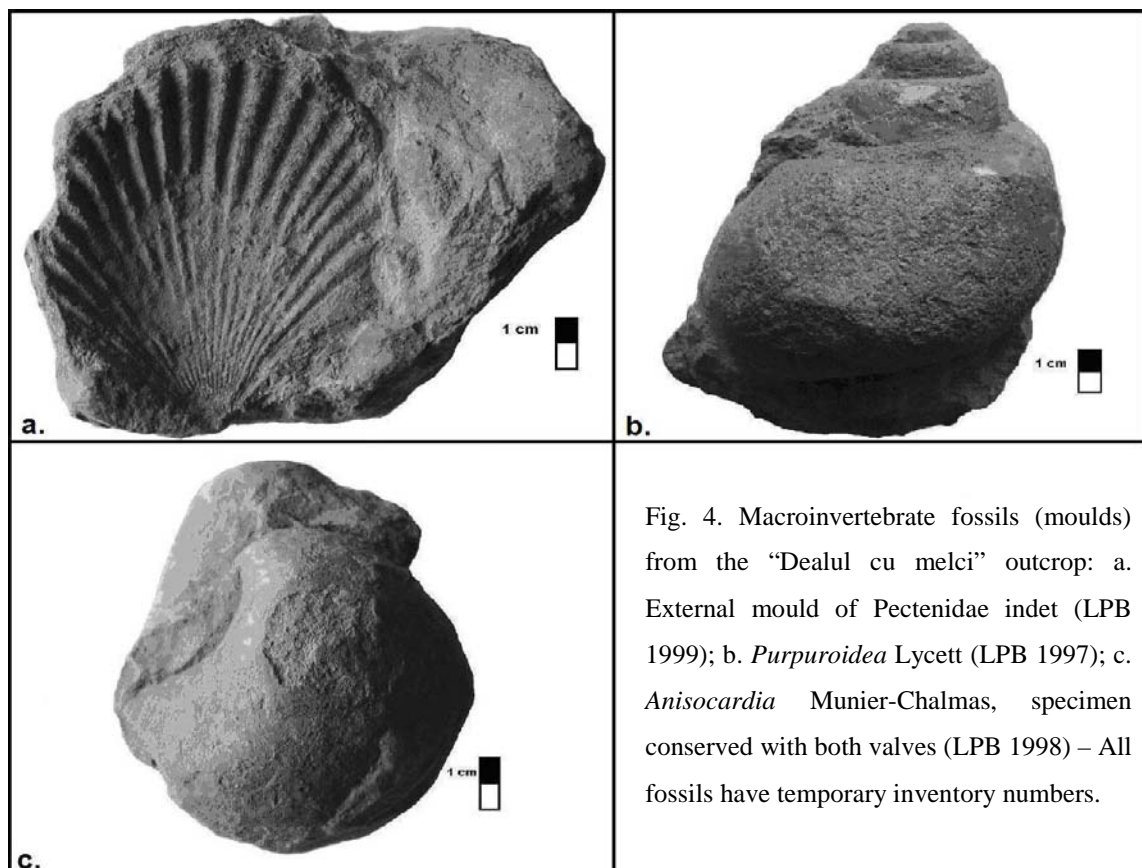 1 cm
a.
1 cm
b.
1 cm
c.
Fig. 4. Macroinvertebrate fossils (moulds)
from the “Dealul cu melci” outcrop: a.
External mould of Pectenidae indet (LPB
1999); b. Purpuroidea Lycett (LPB 1997); c.
Anisocardia Munier-Chalmas, specimen
conserved with both valves (LPB 1998) – All
fossils have temporary inventory numbers.